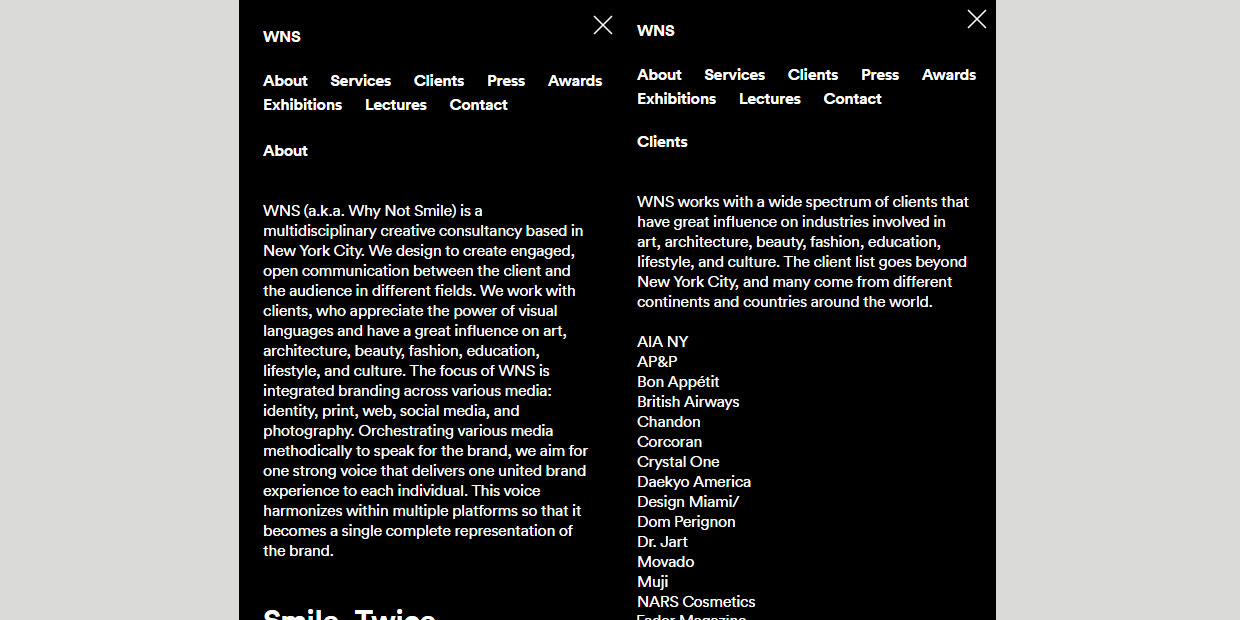 WNS
About Services Clients Press Awards
Exhibitions Lectures Contact
About
WNS (a.k.a. Why Not Smile) is a
multidisciplinary creative consultancy based in
New York City. We design to create engaged,
open communication between the client and
the audience in different fields. We work with
clients, who appreciate the power of visual
languages and have a great influence on art,
architecture, beauty, fashion, education,
lifestyle, and culture. The focus of WNS is
integrated branding across various media:
identity, print, web, social media, and
photography. Orchestrating various media
methodically to speak for the brand, we aim for
one strong voice that delivers one united brand
experience to each individual. This voice
harmonizes within multiple platforms so that it
becomes a single complete representation of
the brand.
Smile, Twice
WNS
About Services Clients Press Awards
Exhibitions Lectures Contact
Clients
WNS works with a wide spectrum of clients that
have great influence on industries involved in
art, architecture, beauty, fashion, education,
lifestyle, and culture. The client list goes beyond
New York City, and many come from different
continents and countries around the world.
AIA NY
AP&P
Bon Appétit
British Airways
Chandon
Corcoran
Crystal One
Daekyo America
Design Miami/
Dom Perignon
Dr. Jart
Movado
Muji
NARS Cosmetics
Fader Magazine